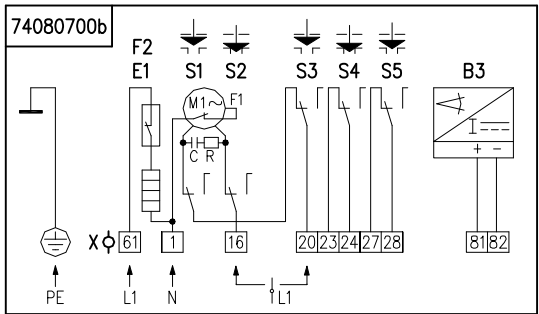 74080700b
F2
E1 S1 S2 S3 S4 S5 B3
M1~ F1
C R
I
+ -
X 61 1 16 20 23 24 27 28 81 82
PE L1 N L1